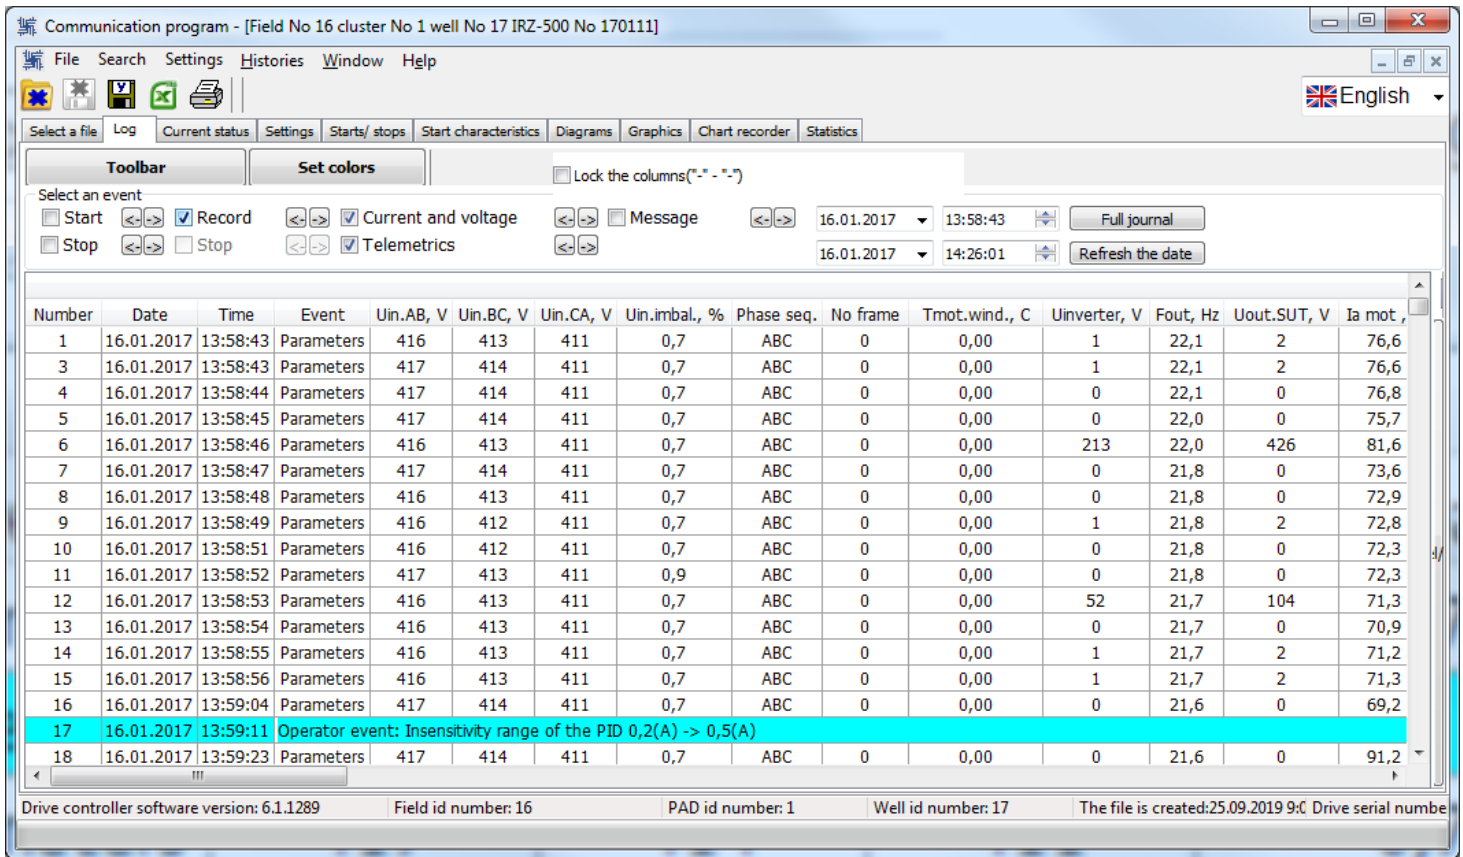 Communication program - [Field No 16 cluster No 1 well No 17 IRZ-500 No 170111]
File Search Settings Histories Window Help
English
Select a file Log Current status Settings Starts/ stops Start characteristics Diagrams Graphics Chart recorder Statistics
Toolbar Set colors Lock the columns("-" - "-")
Select an event
Start <- -> Record <- -> Current and voltage <- -> Message <- -> 16.01.2017 13:58:43 Full journal
Stop <- -> Stop <- -> Telemetrics <- -> 16.01.2017 14:26:01 Refresh the date
Number Date Time Event Uin.AB, V Uin.BC, V Uin.CA, V Uin.imbal., % Phase seq. No frame Tmot.wind., C Uinverter, V Fout, Hz Uout.SUT, V Ia mot ,
1 16.01.2017 13:58:43 Parameters 416 413 411 0,7 ABC 0 0,00 1 22,1 2 76,6
3 16.01.2017 13:58:43 Parameters 417 414 411 0,7 ABC 0 0,00 1 22,1 2 76,6
4 16.01.2017 13:58:44 Parameters 417 414 411 0,7 ABC 0 0,00 0 22,1 0 76,8
5 16.01.2017 13:58:45 Parameters 417 414 411 0,7 ABC 0 0,00 0 22,0 0 75,7
6 16.01.2017 13:58:46 Parameters 416 413 411 0,7 ABC 0 0,00 213 22,0 426 81,6
7 16.01.2017 13:58:47 Parameters 417 414 411 0,7 ABC 0 0,00 0 21,8 0 73,6
8 16.01.2017 13:58:48 Parameters 416 413 411 0,7 ABC 0 0,00 0 21,8 0 72,9
9 16.01.2017 13:58:49 Parameters 416 412 411 0,7 ABC 0 0,00 1 21,8 2 72,8
10 16.01.2017 13:58:51 Parameters 416 412 411 0,7 ABC 0 0,00 0 21,8 0 72,3
11 16.01.2017 13:58:52 Parameters 417 413 411 0,9 ABC 0 0,00 0 21,8 0 72,3
12 16.01.2017 13:58:53 Parameters 416 413 411 0,7 ABC 0 0,00 52 21,7 104 71,3
13 16.01.2017 13:58:54 Parameters 416 413 411 0,7 ABC 0 0,00 0 21,7 0 70,9
14 16.01.2017 13:58:55 Parameters 416 413 411 0,7 ABC 0 0,00 1 21,7 2 71,2
15 16.01.2017 13:58:56 Parameters 416 413 411 0,7 ABC 0 0,00 1 21,7 2 71,3
16 16.01.2017 13:59:04 Parameters 417 414 411 0,7 ABC 0 0,00 0 21,6 0 69,2
17 16.01.2017 13:59:11 Operator event: Insensitivity range of the PID 0,2(A) -> 0,5(A)
18 16.01.2017 13:59:23 Parameters 417 414 411 0,7 ABC 0 0,00 0 21,6 0 91,2
Drive controller software version: 6.1.1289 Field id number: 16 PAD id number: 1 Well id number: 17 The file is created:25.09.2019 9:0 Drive serial numbe